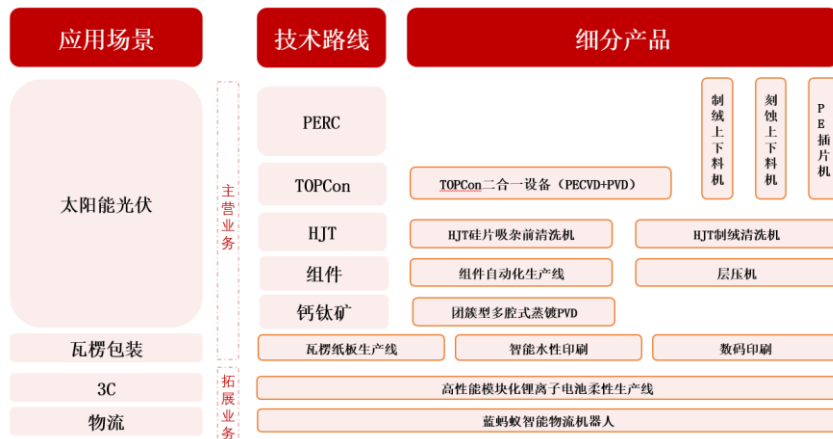 应用场景
技术路线
细分产品
太阳能光伏
主营业务
PERC
制绒上下料机
刻蚀上下料机
PE插片机
TOPCon
TOPCon二合一设备（PECVD+PVD）
HJT
HJT硅片吸杂前清洗机
HJT制绒清洗机
组件
组件自动化生产线
层压机
钙钛矿
团簇型多腔式蒸镀PVD
瓦楞包装
瓦楞纸板生产线
智能水性印刷
数码印刷
3C
拓展业务
高性能模块化锂离子电池柔性生产线
物流
蓝蚂蚁智能物流机器人